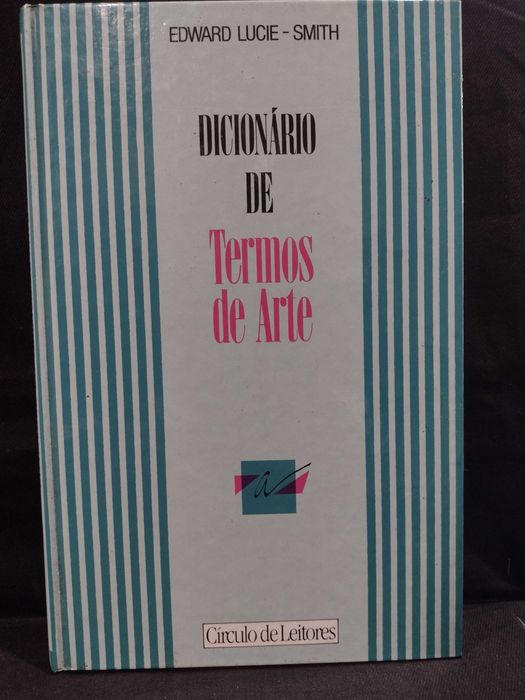 EDWARD LUCIE - SMITH
DICIONÁRIO
DE
Termos
de Arte
a
Círculo de Leitores